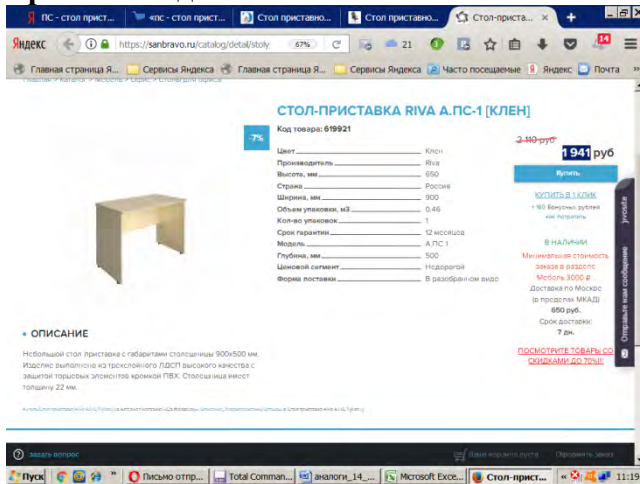 ПС - стол прист...
«пс - стол прист...
Стол приставно...
Стол приставно...
Стол-приста...
Яндекс
https://sanbravo.ru/catalog/detail/stoly
67%
21
14
Главная страница Я...
Сервисы Яндекса
Главная страница Я...
Сервисы Яндекса
Часто посещаемые
Яндекс
Почта
СТОЛ-ПРИСТАВКА RIVA А.ПС-1 [КЛЕН]
-7%
Код товара: 619921
Цвет Клен
Производитель Riva
Высота, мм 650
Страна Россия
Ширина, мм 900
Объем упаковки, м3 0,46
Кол-во упаковок 1
Срок гарантии 12 месяцев
Модель А.ПС 1
Глубина, мм 500
Ценовой сегмент Недорогой
Форма поставки В разобранном виде
2 110 руб
1 941 руб
Купить
КУПИТЬ В 1 КЛИК
бонусных рублей
как потратить
В НАЛИЧИИ
Минимальная стоимость
заказа в разделе
Мебель 3000
Доставка по Москве
(в пределах МКАД)
650 руб.
Срок доставки:
7 дн.
ПОСМОТРИТЕ ТОВАРЫ СО
СКИДКАМИ ДО 70%!!!
jivosite
Отправьте нам сообщение
ОПИСАНИЕ
Небольшой стол приставка с габаритами столешницы 900х500 мм.
Изделие выполнено из трехслойного ЛДСП высокого качества с
защитой торцевых элементов кромкой ПВХ. Столешница имеет
толщину 22 мм.
задать вопрос
Ваша корзина пуста
Оформить заказ
Пуск
Письмо отпр...
Total Comman...
аналоги_14_...
Microsoft Exce...
Стол-прист...
11:19